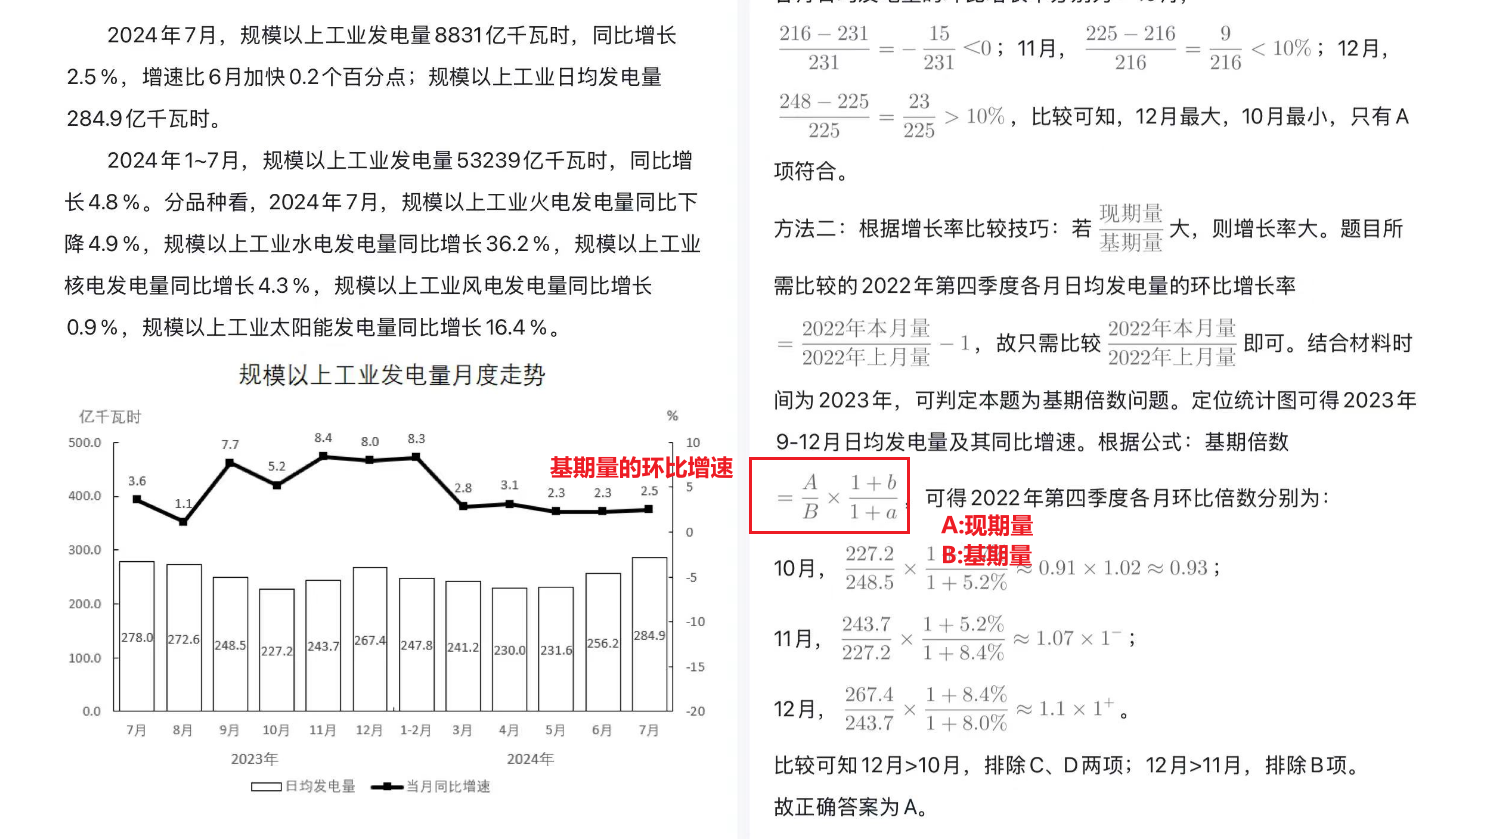 2024年7月，规模以上工业发电量8831亿千瓦时，同比增长
2.5%，增速比6月加快0.2个百分点；规模以上工业日均发电量
284.9亿千瓦时。
2024年1~7月，规模以上工业发电量53239亿千瓦时，同比增
长4.8%。分品种看，2024年7月，规模以上工业火电发电量同比下
降4.9%，规模以上工业水电发电量同比增长36.2%，规模以上工业
核电发电量同比增长4.3%，规模以上工业风电发电量同比增长
0.9%，规模以上工业太阳能发电量同比增长16.4%。
规模以上工业发电量月度走势
亿千瓦时 %
500.0 400.0 300.0 200.0 100.0 0.0
10 5 0 -5 -10 -15 -20
3.6 1.1 7.7 5.2 8.4 8.0 8.3 2.8 3.1 2.3 2.3 2.5
278.0 272.6 248.5 227.2 243.7 267.4 247.8 241.2 230.0 231.6 256.2 284.9
7月 8月 9月 10月 11月 12月 1-2月 3月 4月 5月 6月 7月
2023年 2024年
日均发电量 当月同比增速
基期量的环比增速
216 − 231 / 231 = − 15 / 231 <0；11月，225 − 216 / 216 = 9 / 216 < 10%；12月，
248 − 225 / 225 = 23 / 225 > 10%，比较可知，12月最大，10月最小，只有A
项符合。
方法二：根据增长率比较技巧：若 现期量 / 基期量 大，则增长率大。题目所
需比较的2022年第四季度各月日均发电量的环比增长率
= 2022年本月量 / 2022年上月量 − 1，故只需比较 2022年本月量 / 2022年上月量 即可。结合材料时
间为2023年，可判定本题为基期倍数问题。定位统计图可得2023年
9-12月日均发电量及其同比增速。根据公式：基期倍数
= A / B × 1 + b / 1 + a，可得2022年第四季度各月环比倍数分别为：
A:现期量
B:基期量
10月，227.2 / 248.5 × 1 / 1 + 5.2% ≈ 0.91 × 1.02 ≈ 0.93；
11月，243.7 / 227.2 × 1 + 5.2% / 1 + 8.4% ≈ 1.07 × 1⁻；
12月，267.4 / 243.7 × 1 + 8.4% / 1 + 8.0% ≈ 1.1 × 1⁺。
比较可知12月>10月，排除C、D两项；12月>11月，排除B项。
故正确答案为A。